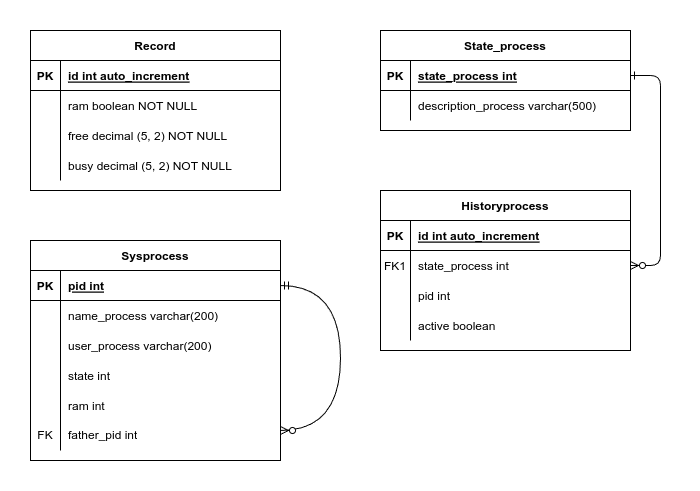 Record
PK id int auto_increment
ram boolean NOT NULL
free decimal (5, 2) NOT NULL
busy decimal (5, 2) NOT NULL
Sysprocess
PK pid int
name_process varchar(200)
user_process varchar(200)
state int
ram int
FK father_pid int
State_process
PK state_process int
description_process varchar(500)
Historyprocess
PK id int auto_increment
FK1 state_process int
pid int
active boolean